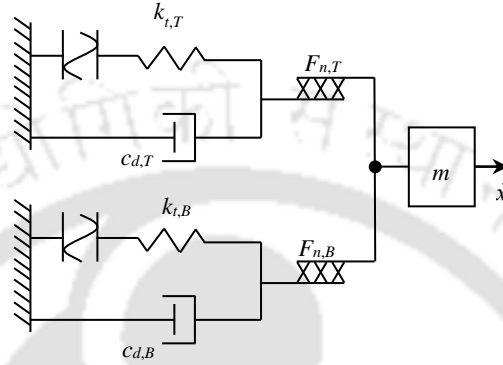 k_{t,T}
F_{n,T}
c_{d,T}
m
ẋ
k_{t,B}
F_{n,B}
c_{d,B}